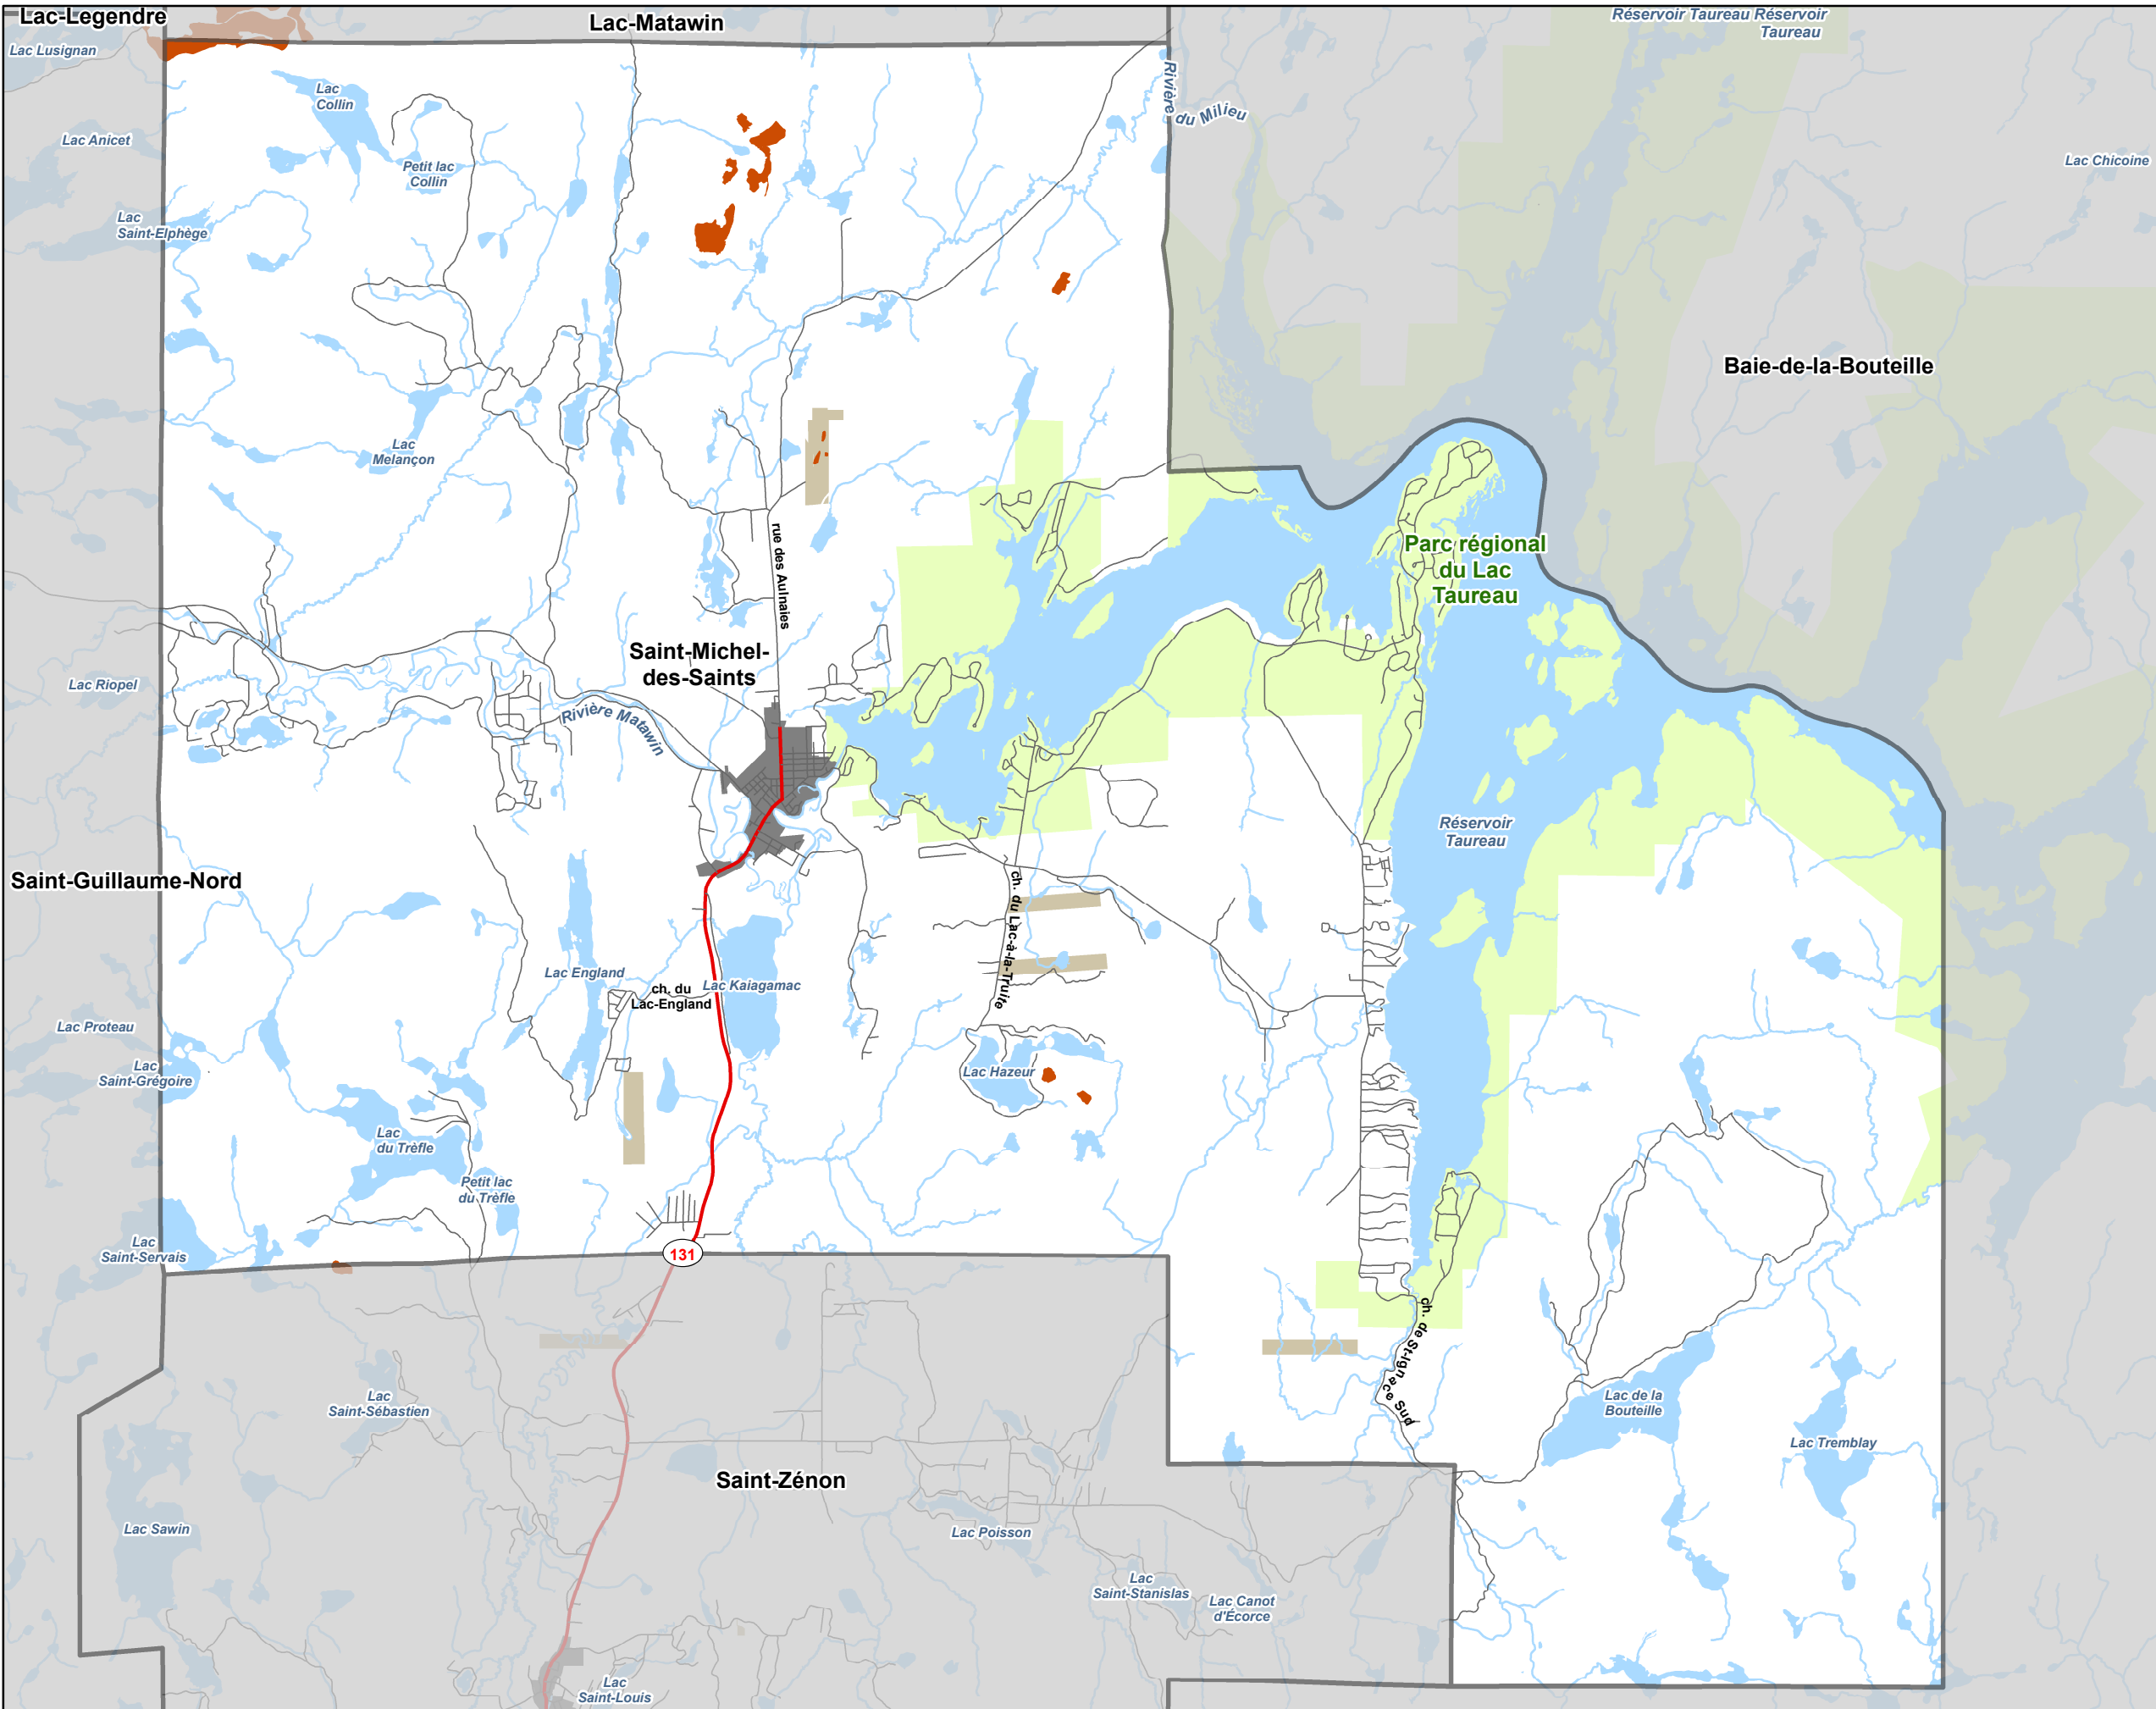 Lac-Legendre
Lac-Matawin
Réservoir Taureau Réservoir
Taureau
Lac Lusignan
Lac
Collin
Rivière
du Milieu
Lac Anicet
Petit lac
Collin
Lac Chicoine
Lac
Saint-Elphège
Baie-de-la-Bouteille
Lac
Melançon
rue des Aulnaies
Parc régional
du Lac
Taureau
Saint-Michel-
des-Saints
Lac Riopel
Rivière Matawin
Réservoir
Taureau
Saint-Guillaume-Nord
ch. du Lac-à-la-Truite
Lac England
ch. du
Lac-England
Lac Kaiagamac
Lac Proteau
Lac
Saint-Grégoire
Lac Hazeur
Lac
du Trèfle
Petit lac
du Trèfle
Lac
Saint-Servais
131
ch. de St-Ignace Sud
Lac
Saint-Sébastien
Lac de la
Bouteille
Lac Tremblay
Saint-Zénon
Lac Sawin
Lac Poisson
Lac
Saint-Stanislas
Lac Canot
d'Écorce
Lac
Saint-Louis